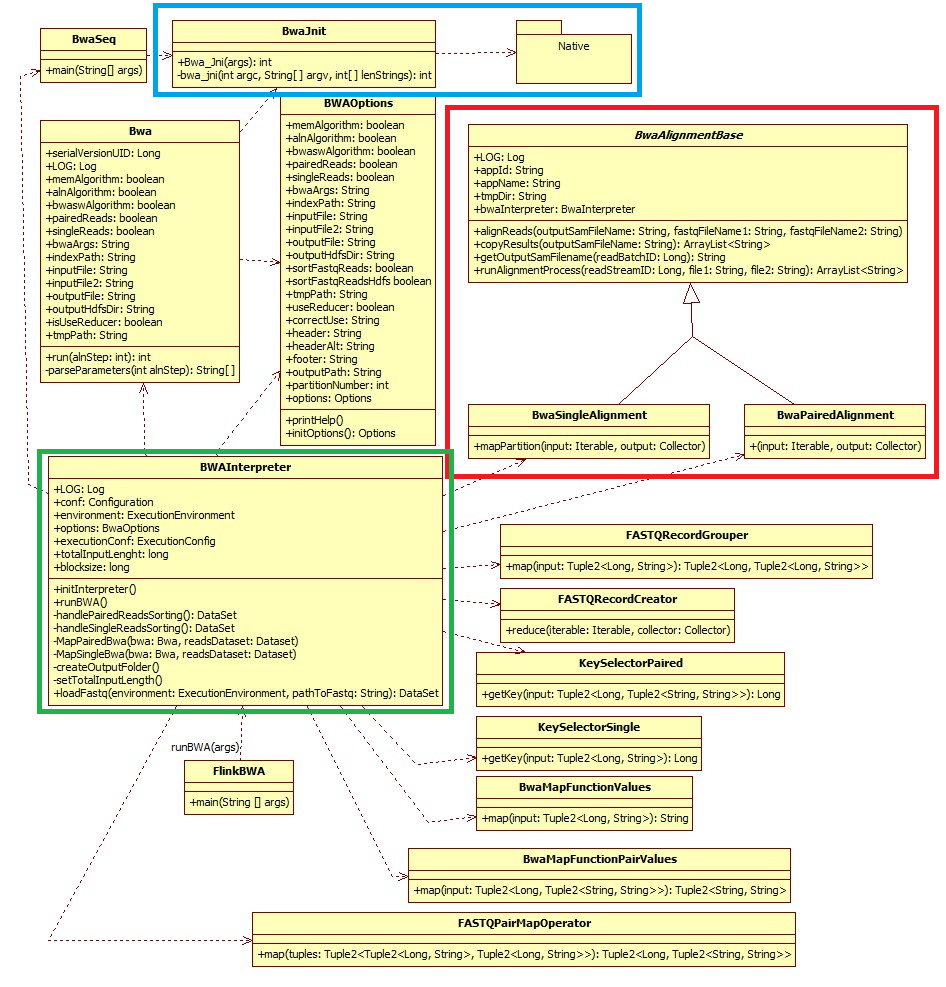 BwaSeq
+main(String[] args)
BwaJnit
+Bwa_Jni(args): int
-bwa_jni(int argc, String[ ] argv, int[ ] lenStrings): int
Native
Bwa
+serialVersionUID: Long
+LOG: Log
+memAlgorithm: boolean
+alnAlgorithm: boolean
+bwaswAlgorithm: boolean
+pairedReads: boolean
+singleReads: boolean
+bwaArgs: String
+indexPath: String
+inputFile: String
+inputFile2: String
+outputFile: String
+outputHdfsDir: String
+isUseReducer: boolean
+tmpPath: String
+run(alnStep: int): int
-parseParameters(int alnStep): String[ ]
BWAOptions
+memAlgorithm: boolean
+alnAlgorithm: boolean
+bwaswAlgorithm: boolean
+pairedReads: boolean
+singleReads: boolean
+bwaArgs: String
+indexPath: String
+inputFile: String
+inputFile2: String
+outputFile: String
+outputHdfsDir: String
+sortFastqReads: boolean
+sortFastqReadsHdfs boolean
+tmpPath: String
+useReducer: boolean
+correctUse: String
+header: String
+headerAlt: String
+footer: String
+outputPath: String
+partitionNumber: int
+options: Options
+printHelp()
+initOptions(): Options
BwaAlignmentBase
+LOG: Log
+appId: String
+appName: String
+tmpDir: String
+bwaInterpreter: BwaInterpreter
+alignReads(outputSamFileName: String, fastqFileName1: String, fastqFileName2: String)
+copyResults(outputSamFileName: String): ArrayList<String>
+getOutputSamFilename(readBatchID: Long): String
+runAlignmentProcess(readStreamID: Long, file1: String, file2: String): ArrayList<String>
BwaSingleAlignment
+mapPartition(input: Iterable, output: Collector)
BwaPairedAlignment
+(input: Iterable, output: Collector)
BWAInterpreter
+LOG: Log
+conf: Configuration
+environment: ExecutionEnvironment
+options: BwaOptions
+executionConf: ExecutionConfig
+totalInputLenght: long
+blocksize: long
+initInterpreter()
+runBWA()
-handlePairedReadsSorting(): DataSet
-handleSingleReadsSorting(): DataSet
-MapPairedBwa(bwa: Bwa, readsDataset: Dataset)
-MapSingleBwa(bwa: Bwa, readsDataset: Dataset)
-createOutputFolder()
-setTotalInputLength()
+loadFastq(environment: ExecutionEnvironment, pathToFastq: String): DataSet
FASTQRecordGrouper
+map(input: Tuple2<Long, String>): Tuple2<Long, Tuple2<Long, String>>
FASTQRecordCreator
+reduce(iterable: Iterable, collector: Collector)
KeySelectorPaired
+getKey(input: Tuple2<Long, Tuple2<String, String>>): Long
KeySelectorSingle
+getKey(input: Tuple2<Long, String>): Long
runBWA(args)
FlinkBWA
+main(String [] args)
BwaMapFunctionValues
+map(input: Tuple2<Long, String>): String
BwaMapFunctionPairValues
+map(input: Tuple2<Long, Tuple2<String, String>>): Tuple2<String, String>
FASTQPairMapOperator
+map(tuples: Tuple2<Tuple2<Long, String>, Tuple2<Long, String>>): Tuple2<Long, Tuple2<String, String>>